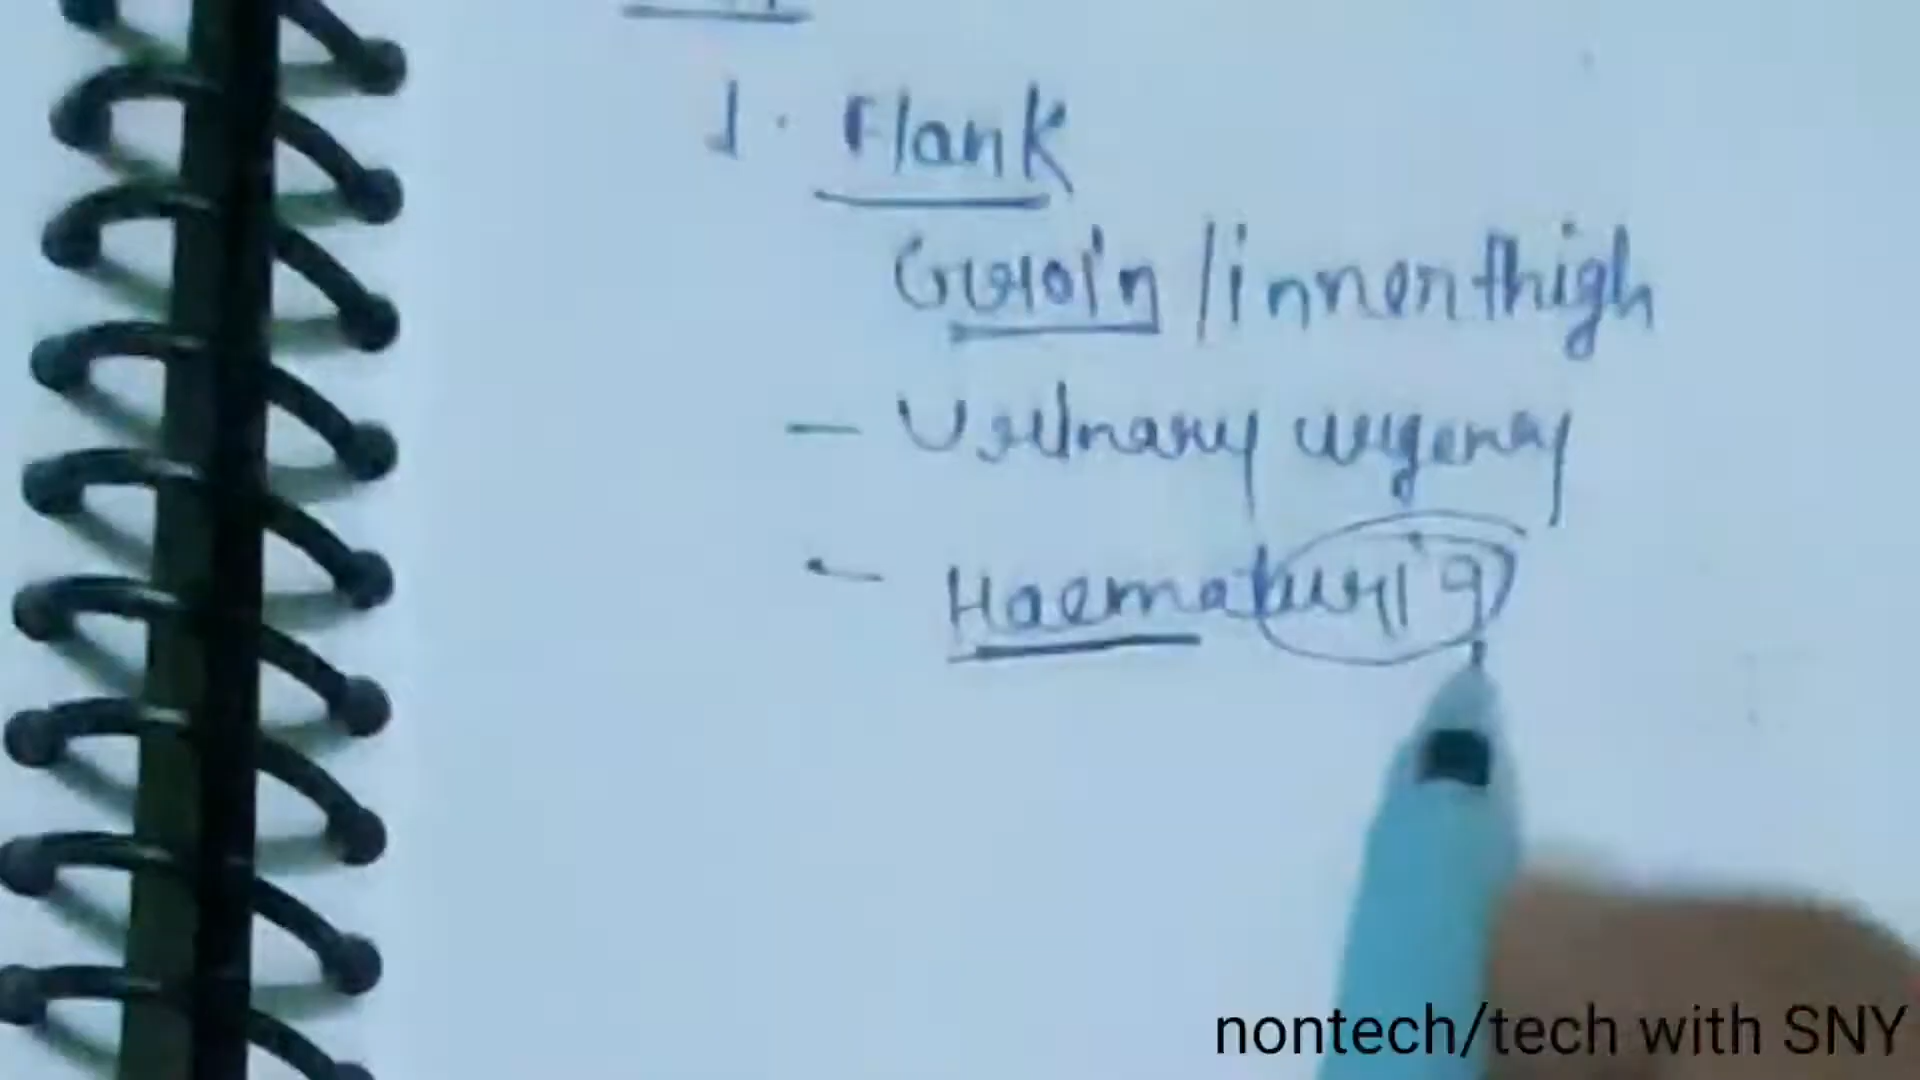 1. Flank
Groin / inner thigh
- Urinary urgency
- Haematuria
nontech/tech with SNY